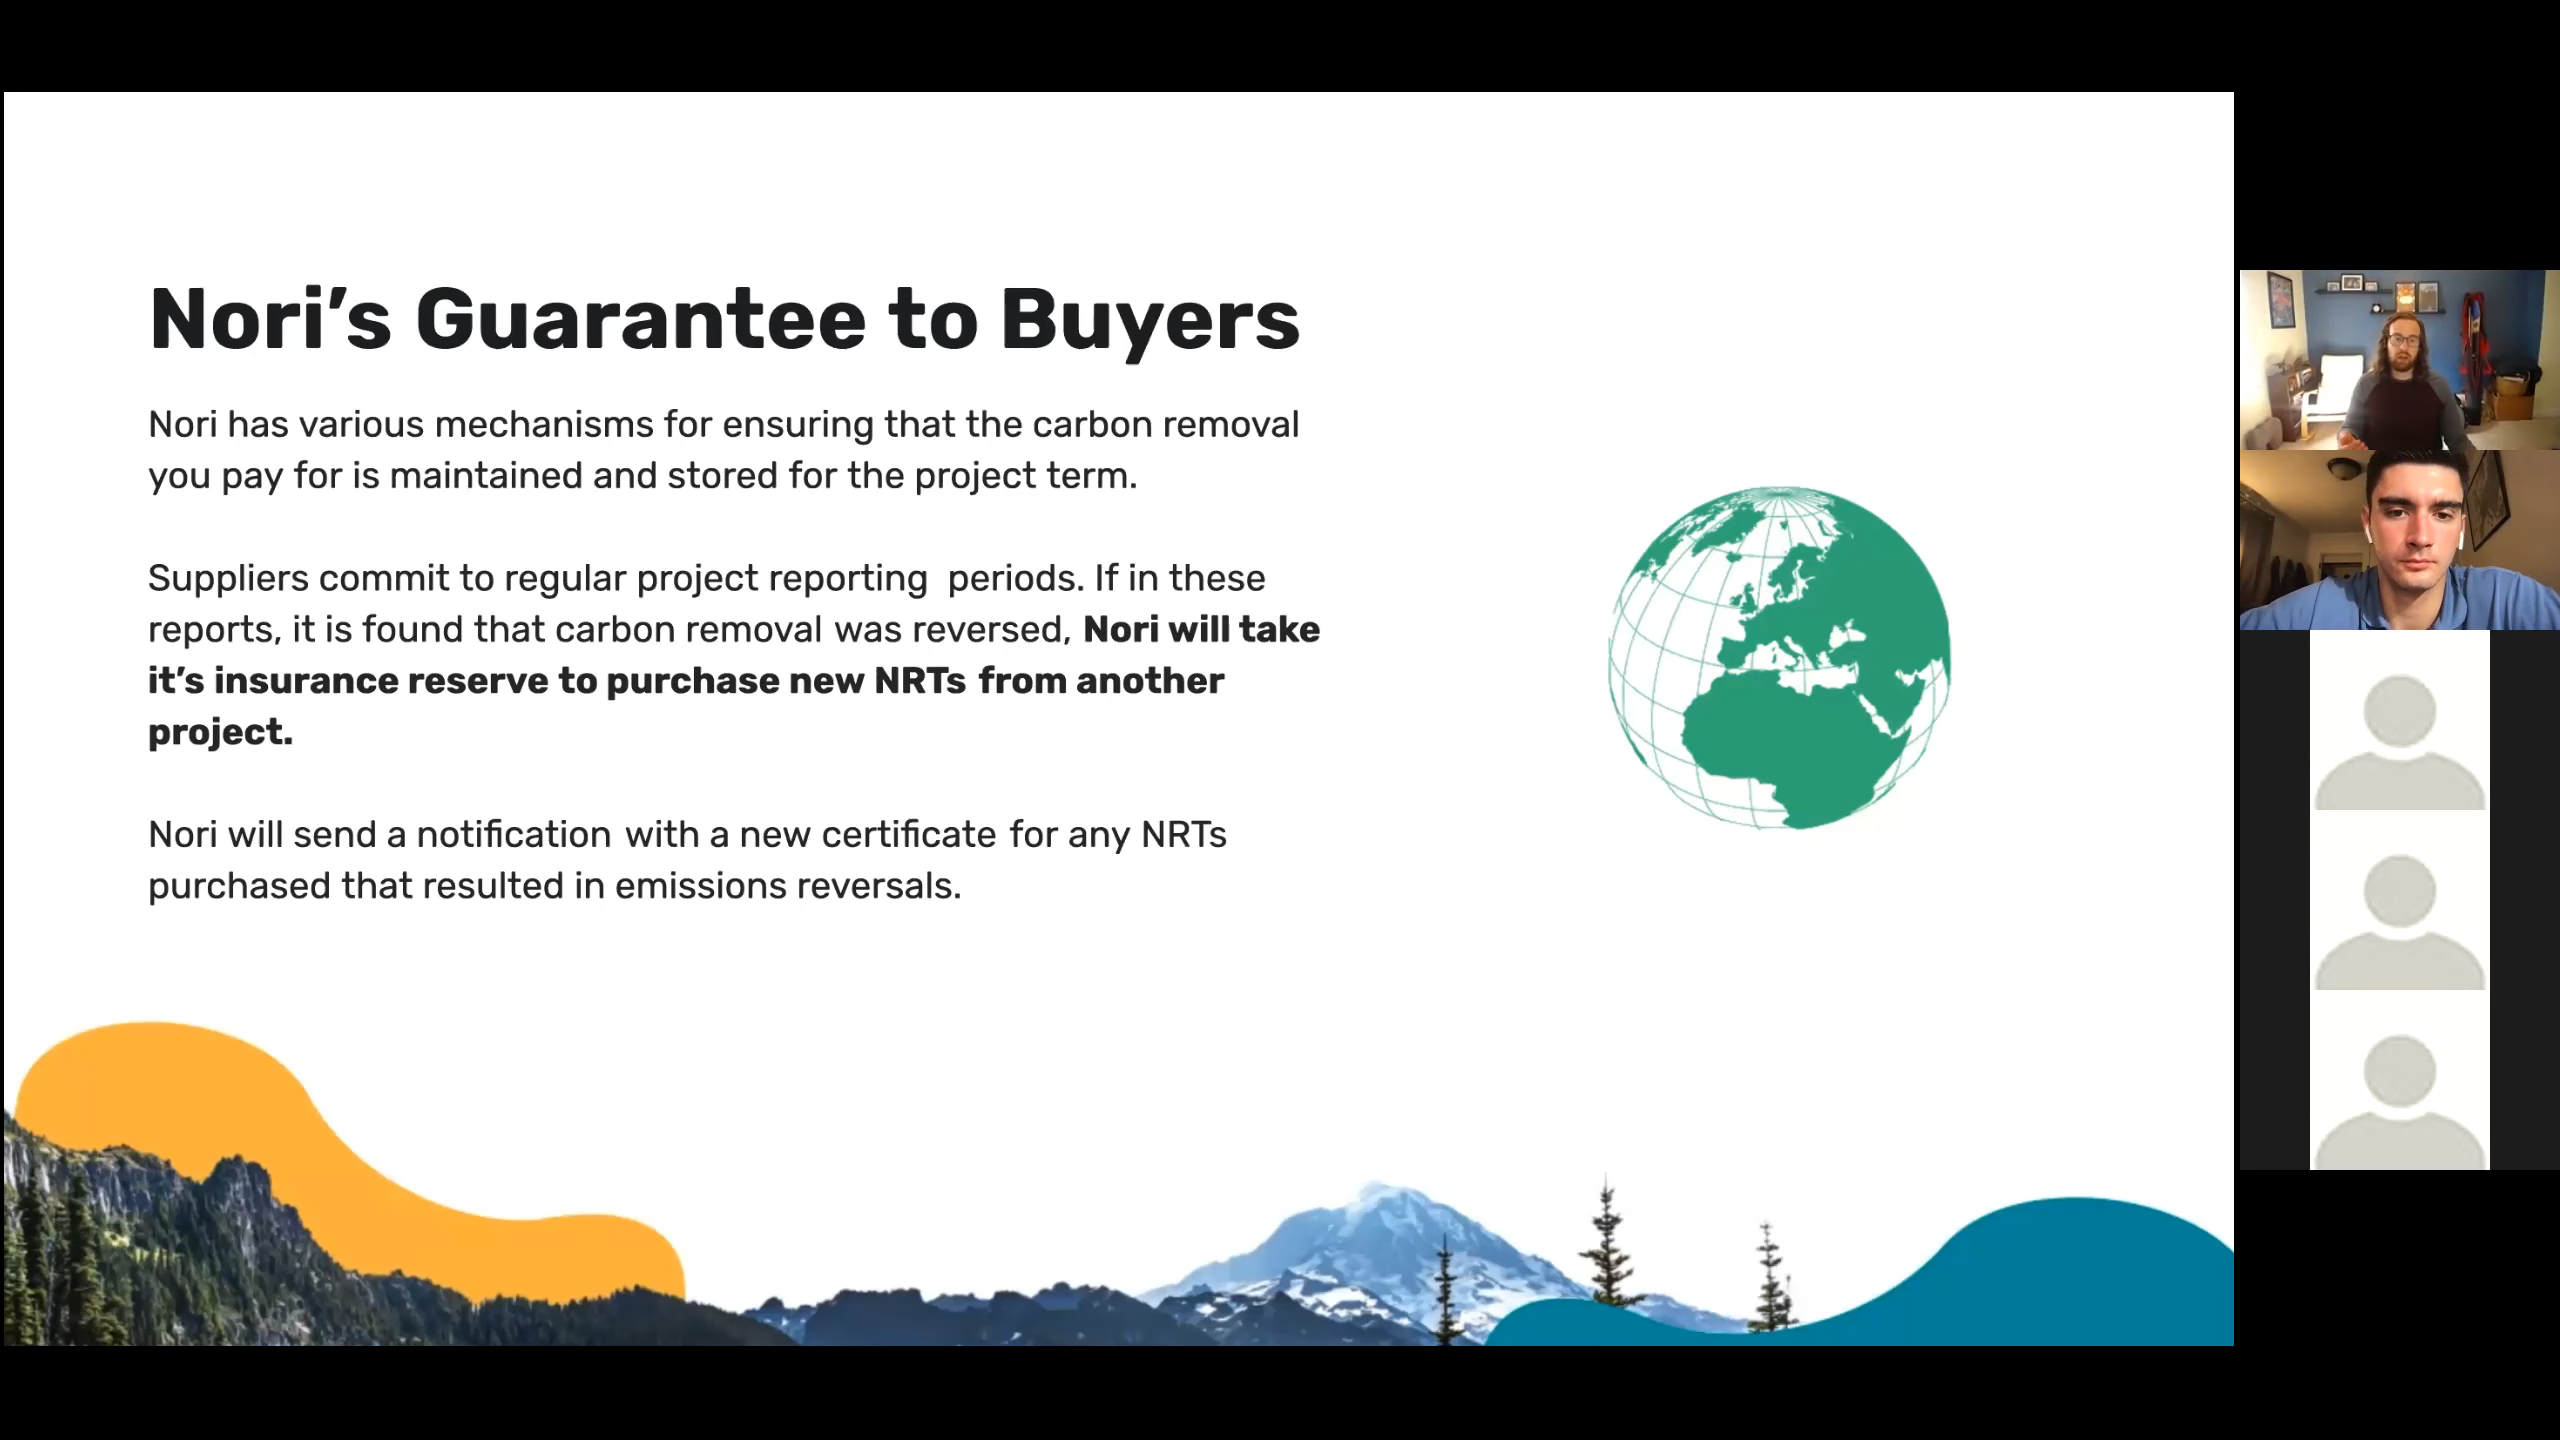 Nori’s Guarantee to Buyers
Nori has various mechanisms for ensuring that the carbon removal
you pay for is maintained and stored for the project term.
Suppliers commit to regular project reporting  periods. If in these
reports, it is found that carbon removal was reversed, Nori will take
it’s insurance reserve to purchase new NRTs from another
project.
Nori will send a notification with a new certificate for any NRTs
purchased that resulted in emissions reversals.